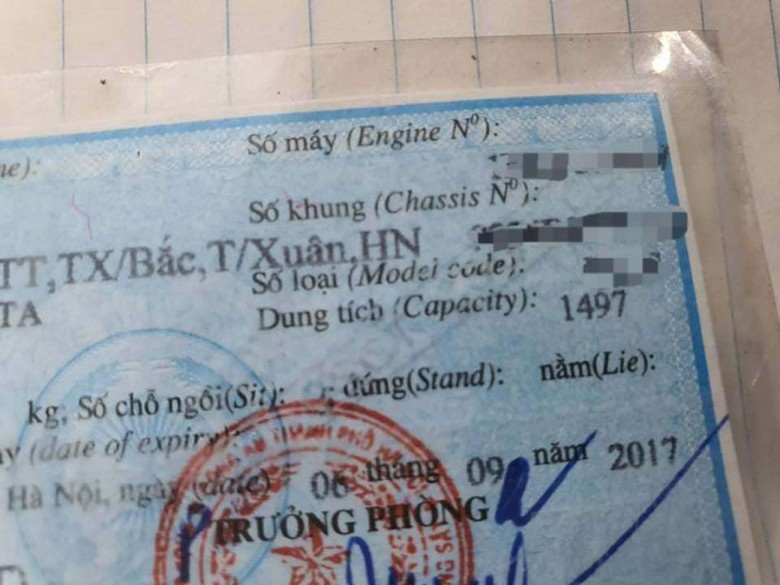 Số máy (Engine Nº):
ne):
Số khung (Chassis Nº):
TT,TX/Bắc,T/Xuân,HN
Số loại (Model code):
TA
Dung tích (Capacity): 1497
kg, Số chỗ ngồi(Sit): đứng(Stand): nằm(Lie):
(date of expiry):
Hà Nội, ngày (date) 06 tháng 09 năm 2017
TRƯỞNG PHÒNG